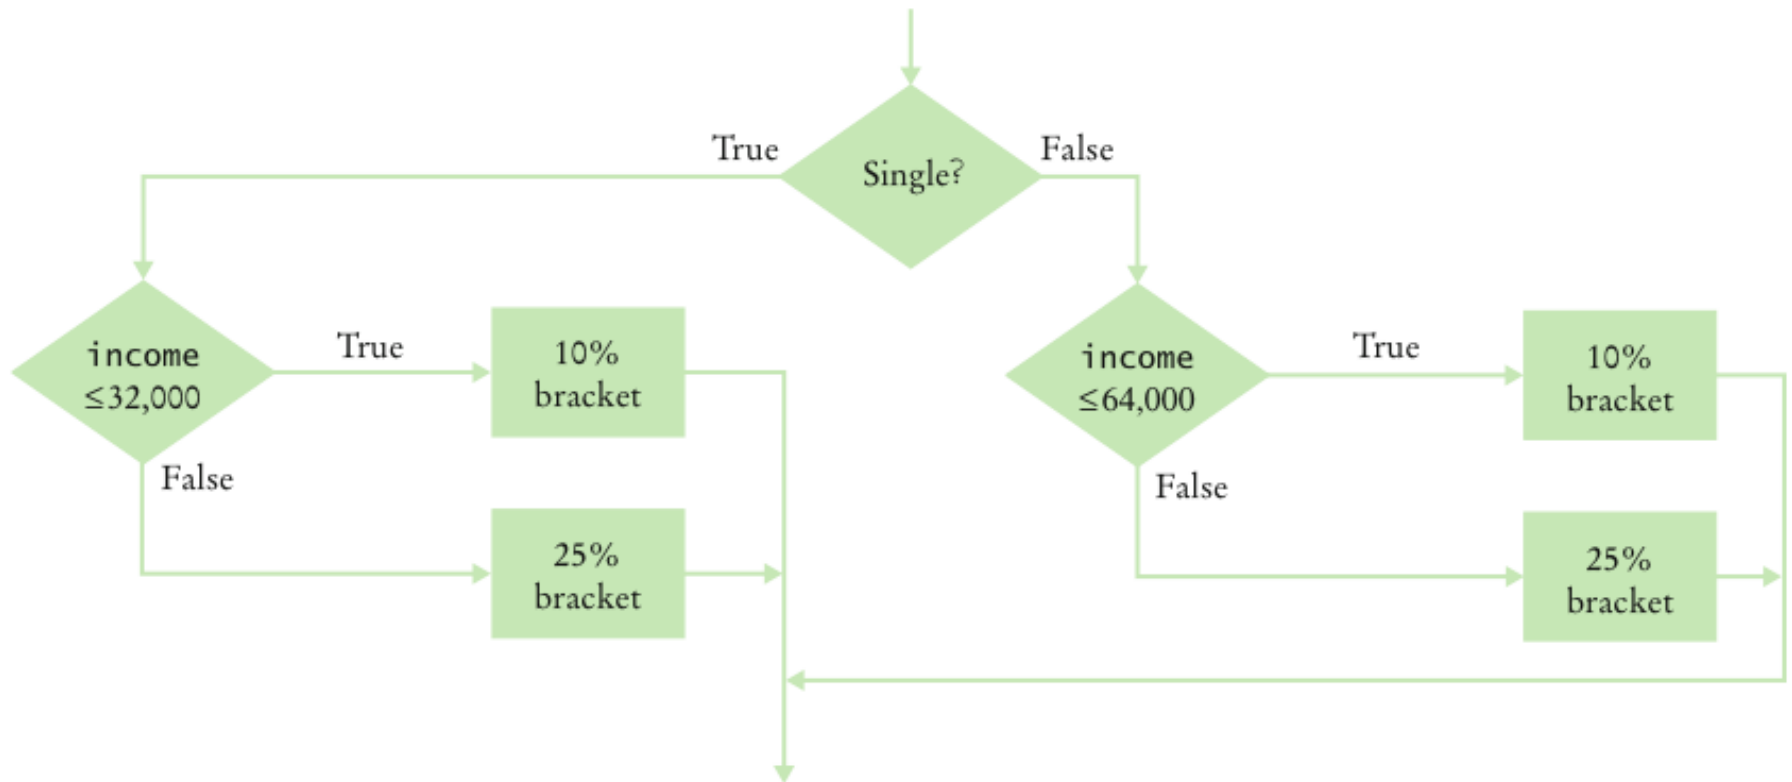 True
Single?
False
income
≤32,000
True
10%
bracket
False
25%
bracket
income
≤64,000
True
10%
bracket
False
25%
bracket